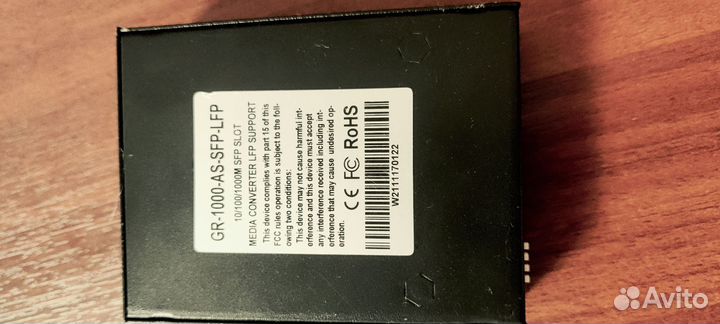 GR-1000-AS-SFP-LFP
10/100/1000M SFP SLOT
MEDIA CONVERTER LFP SUPPORT
This device complies with part 15 of this
FCC rules operation is subject to the foll-
owing two conditions:
This device may not cause harmful int-
erference and this device must accept
any interference received including int-
erference that may cause undesired op-
eration.
CE FC RoHS
W2111170122
Avito